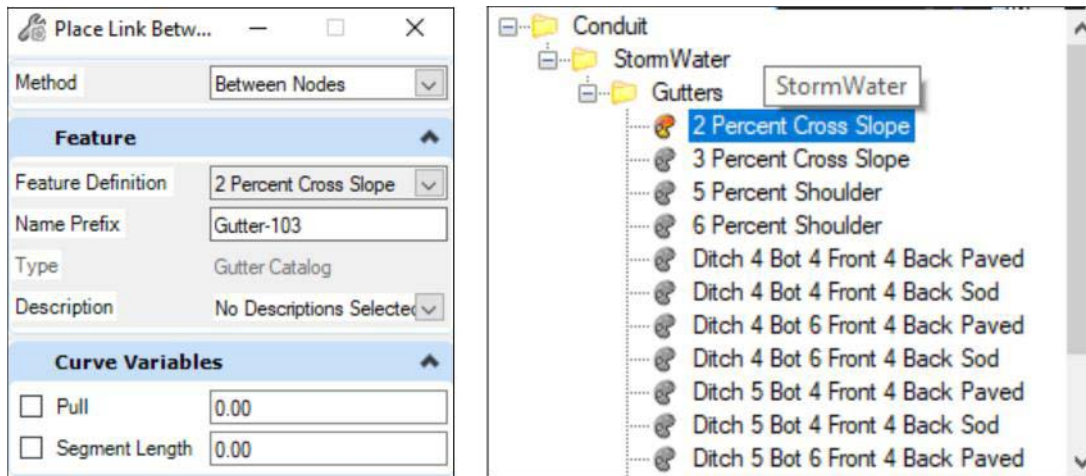 Place Link Betw...
Method Between Nodes
Feature
Feature Definition 2 Percent Cross Slope
Name Prefix Gutter-103
Type Gutter Catalog
Description No Descriptions Selected
Curve Variables
Pull 0.00
Segment Length 0.00
Conduit
StormWater
Gutters
StormWater
2 Percent Cross Slope
3 Percent Cross Slope
5 Percent Shoulder
6 Percent Shoulder
Ditch 4 Bot 4 Front 4 Back Paved
Ditch 4 Bot 4 Front 4 Back Sod
Ditch 4 Bot 6 Front 4 Back Paved
Ditch 4 Bot 6 Front 4 Back Sod
Ditch 5 Bot 4 Front 4 Back Paved
Ditch 5 Bot 4 Front 4 Back Sod
Ditch 5 Bot 6 Front 4 Back Paved